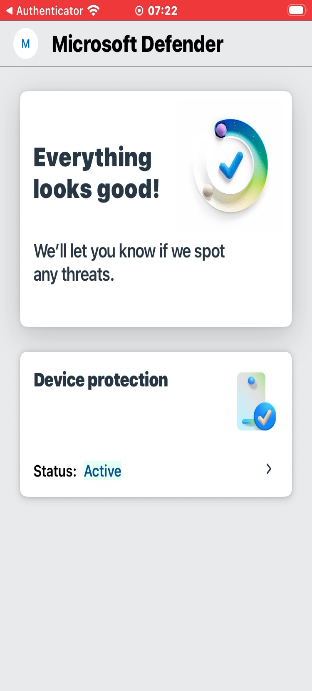 Authenticator 07:22
M Microsoft Defender
Everything
looks good!
We'll let you know if we spot
any threats.
Device protection
Status: Active